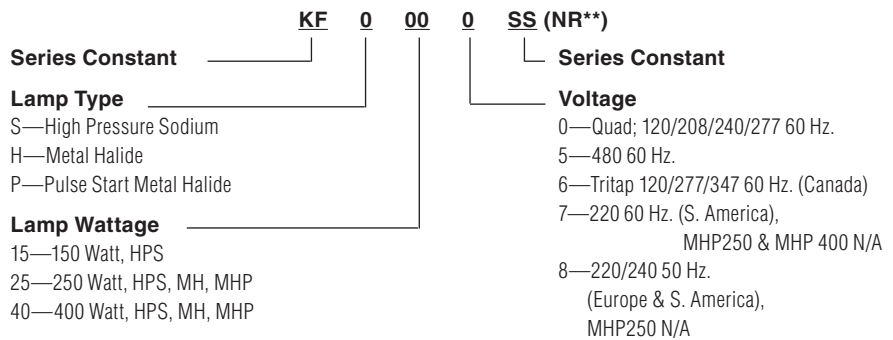 KF 0 00 0 SS (NR**)
Series Constant
Lamp Type
S—High Pressure Sodium
H—Metal Halide
P—Pulse Start Metal Halide
Lamp Wattage
15—150 Watt, HPS
25—250 Watt, HPS, MH, MHP
40—400 Watt, HPS, MH, MHP
Series Constant
Voltage
0—Quad; 120/208/240/277 60 Hz.
5—480 60 Hz.
6—Tritap 120/277/347 60 Hz. (Canada)
7—220 60 Hz. (S. America),
MHP250 & MHP 400 N/A
8—220/240 50 Hz.
(Europe & S. America),
MHP250 N/A